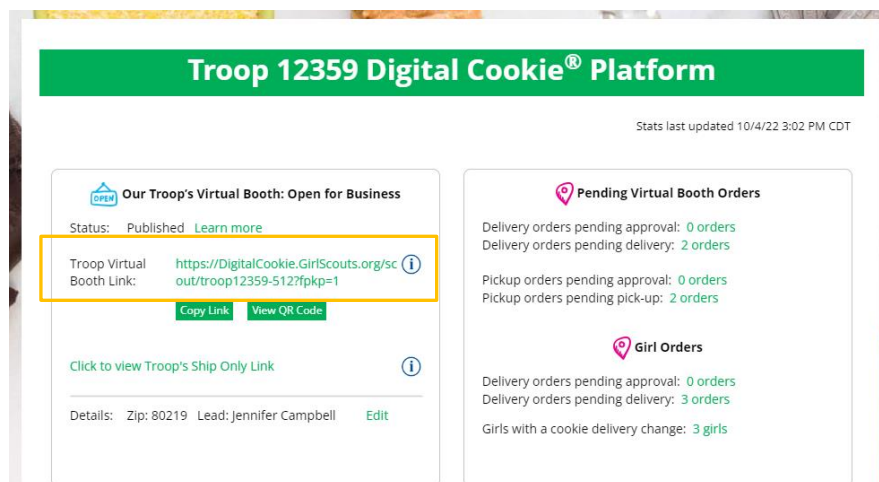 Troop 12359 Digital Cookie® Platform
Stats last updated 10/4/22 3:02 PM CDT
OPEN Our Troop's Virtual Booth: Open for Business
Status: Published Learn more
Troop Virtual Booth Link: https://DigitalCookie.GirlScouts.org/sc
out/troop12359-512?fpkp=1
Copy Link View QR Code
Click to view Troop's Ship Only Link
Details: Zip: 80219 Lead: Jennifer Campbell Edit
Pending Virtual Booth Orders
Delivery orders pending approval: 0 orders
Delivery orders pending delivery: 2 orders
Pickup orders pending approval: 0 orders
Pickup orders pending pick-up: 2 orders
Girl Orders
Delivery orders pending approval: 0 orders
Delivery orders pending delivery: 3 orders
Girls with a cookie delivery change: 3 girls